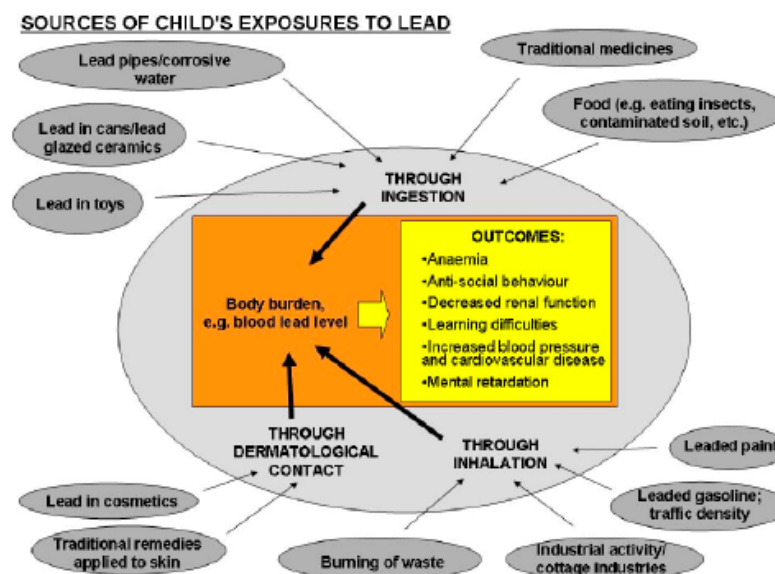 SOURCES OF CHILD'S EXPOSURES TO LEAD
Lead pipes/corrosive
water
Traditional medicines
Food (e.g. eating insects,
contaminated soil, etc.)
Lead in cans/lead
glazed ceramics
Lead in toys
THROUGH
INGESTION
OUTCOMES:
•Anaemia
•Anti-social behaviour
•Decreased renal function
•Learning difficulties
•Increased blood pressure
and cardiovascular disease
•Mental retardation
Body burden,
e.g. blood lead level
THROUGH
DERMATOLOGICAL
CONTACT
THROUGH
INHALATION
Leaded paint
Leaded gasoline;
traffic density
Lead in cosmetics
Traditional remedies
applied to skin
Burning of waste
Industrial activity/
cottage industries